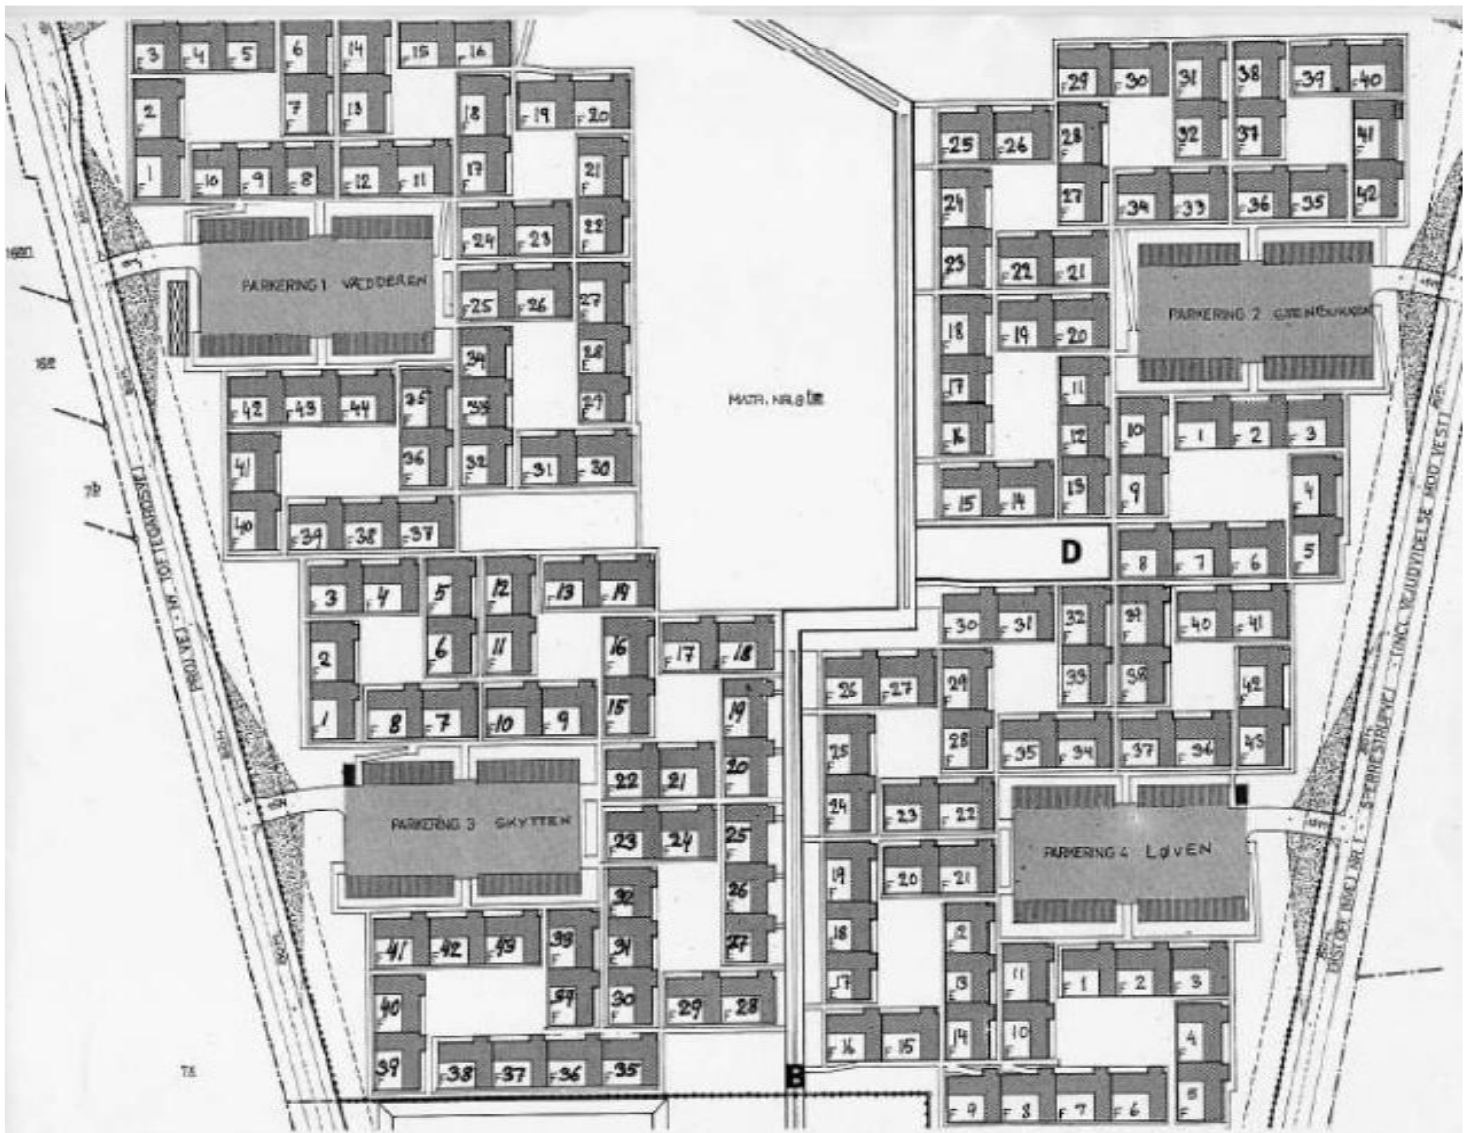 3 4 5 6 14 15 16
2 7 13 18 19 20
1 10 9 8 12 11 17 21
24 23 22
PARKERING 1 VÆDDEREN
25 26 27
34 28
42 43 44 35 33 29
41 36 32 31 30
40 39 38 37
29 30 31 38 39 40
25 26 28 32 37 41
24 27 34 33 36 35 42
23 22 21
PARKERING 2 STENBUKKEN
18 19 20
17 11
16 12 10 1 2 3
15 14 13 9 4
D
8 7 6 5
MATR. NR. 8
7a
3 4 5 12 13 14
2 6 11 16 17 18
1 8 7 10 9 15 19
22 21 20
PARKERING 3 SKYTTEN
23 24 25
32 26
41 42 43 33 31 27
40 34 30 29 28
39 38 37 36 35
30 31 32 39 40 41
26 27 29 33 38 42
25 28 35 34 37 36 43
24 23 22
PARKERING 4 LØVEN
19 20 21
18 12
17 13 11 1 2 3
16 15 14 10 4
B
9 8 7 6 5